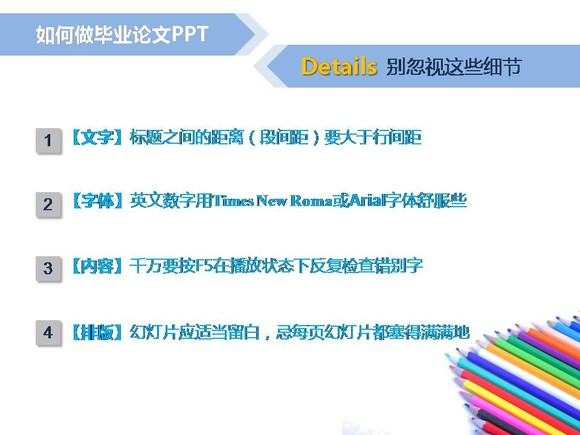 如何做毕业论文PPT
Details 别忽视这些细节
1 【文字】标题之间的距离（段间距）要大于行间距
2 【字体】英文数字用Times New Roma或Arial字体舒服些
3 【内容】千万要按F5在播放状态下反复检查错别字
4 【排版】幻灯片应适当留白，忌每页幻灯片都塞得满满地